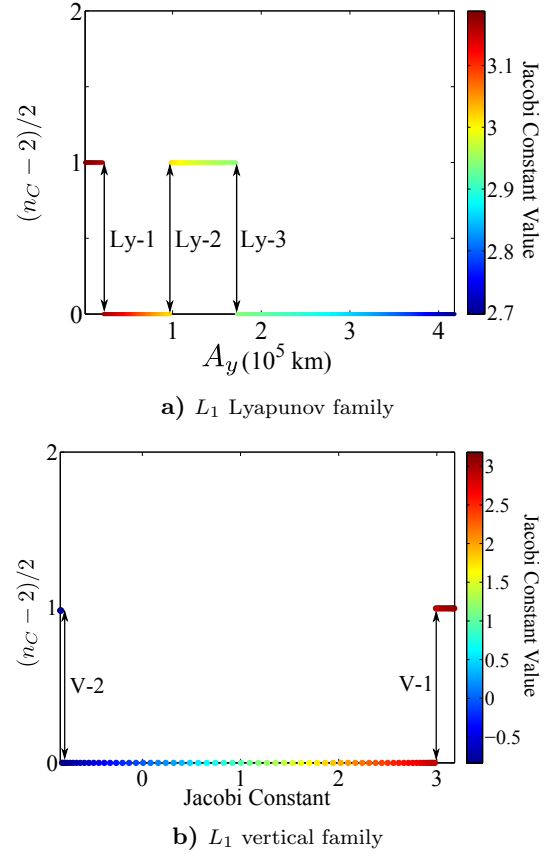 2
3.1
3
2.9
2.8
2.7
Jacobi Constant Value
(n_C − 2)/2
1
Ly-1 Ly-2 Ly-3
0
1 2 3 4
A_y (10^5 km)
a) L_1 Lyapunov family
2
3
2.5
2
1.5
1
0.5
0
−0.5
Jacobi Constant Value
(n_C − 2)/2
1
V-2 V-1
0
0 1 2 3
Jacobi Constant
b) L_1 vertical family